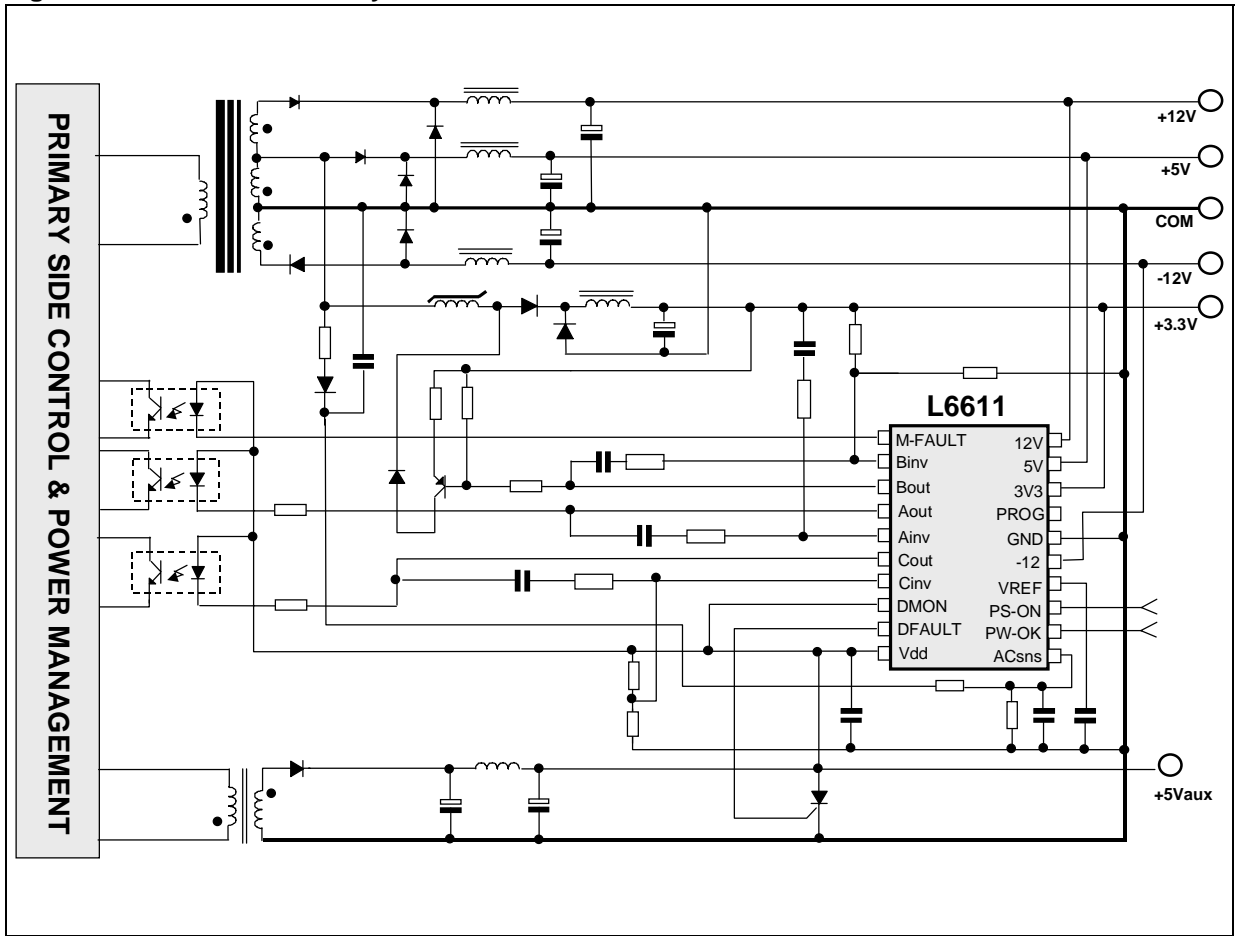 +12V
+5V
COM
-12V
+3.3V
PRIMARY SIDE CONTROL & POWER MANAGEMENT
L6611
M-FAULT
Binv
Bout
Aout
Ainv
Cout
Cinv
DMON
DFAULT
Vdd
12V
5V
3V3
PROG
GND
-12
VREF
PS-ON
PW-OK
ACsns
+5Vaux